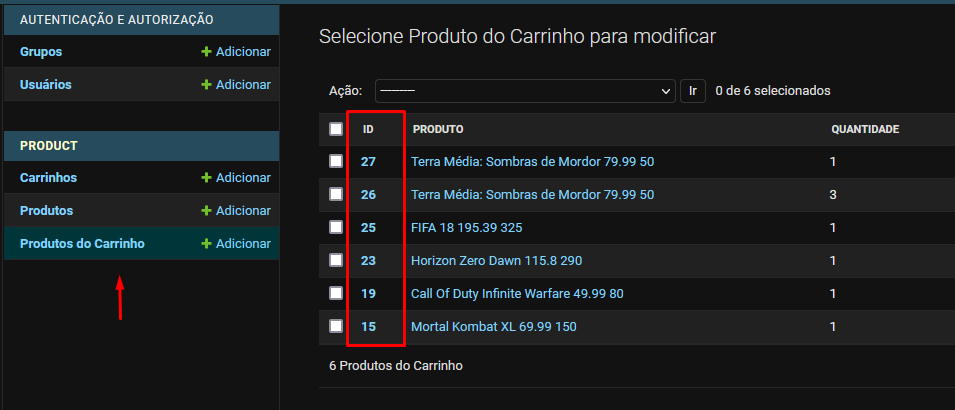 AUTENTICAÇÃO E AUTORIZAÇÃO
Grupos + Adicionar
Usuários + Adicionar
PRODUCT
Carrinhos + Adicionar
Produtos + Adicionar
Produtos do Carrinho + Adicionar
Selecione Produto do Carrinho para modificar
Ação: --------- Ir 0 de 6 selecionados
ID PRODUTO QUANTIDADE
27 Terra Média: Sombras de Mordor 79.99 50 1
26 Terra Média: Sombras de Mordor 79.99 50 3
25 FIFA 18 195.39 325 1
23 Horizon Zero Dawn 115.8 290 1
19 Call Of Duty Infinite Warfare 49.99 80 1
15 Mortal Kombat XL 69.99 150 1
6 Produtos do Carrinho